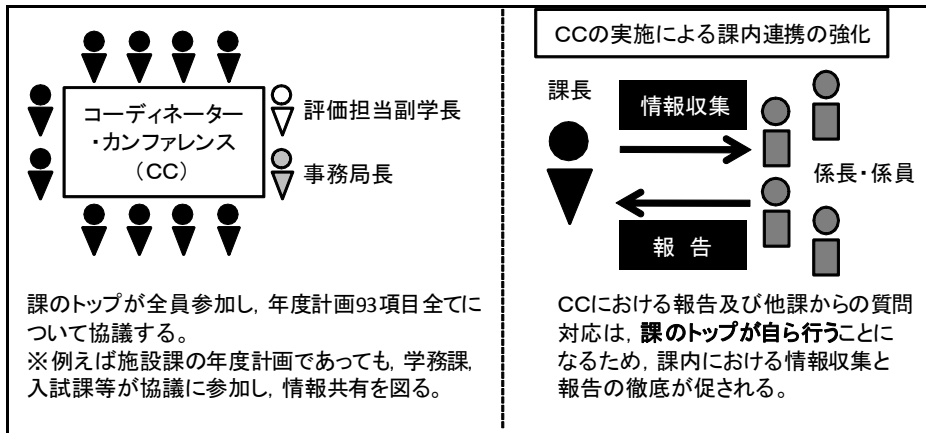 コーディネーター
・カンファレンス
（CC）
評価担当副学長
事務局長
課のトップが全員参加し，年度計画93項目全てに
ついて協議する。
※例えば施設課の年度計画であっても，学務課，
入試課等が協議に参加し，情報共有を図る。
CCの実施による課内連携の強化
課長
情報収集
係長・係員
報 告
CCにおける報告及び他課からの質問
対応は，課のトップが自ら行うことに
なるため，課内における情報収集と
報告の徹底が促される。